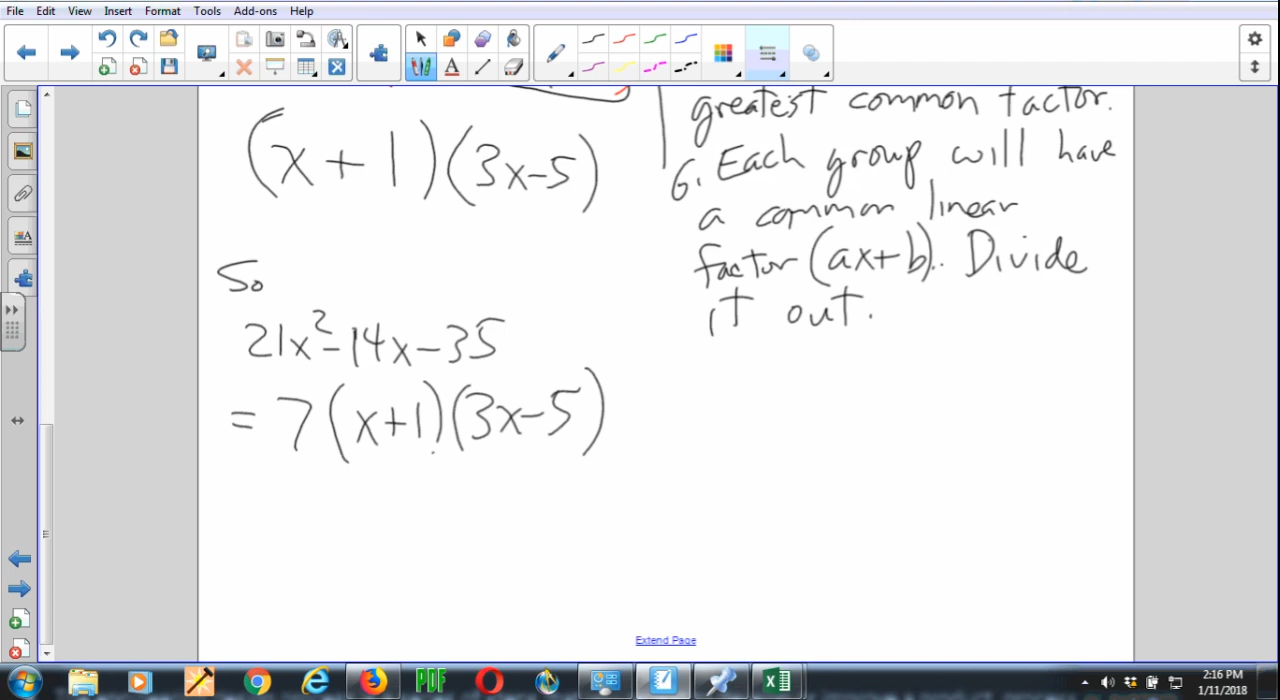 File Edit View Insert Format Tools Add-ons Help
greatest common factor.
(x+1)(3x-5)
6. Each group will have
a common linear
factor (ax+b). Divide
it out.
So
21x²-14x-35
= 7(x+1)(3x-5)
Extend Page
PDF
2:16 PM
1/11/2018